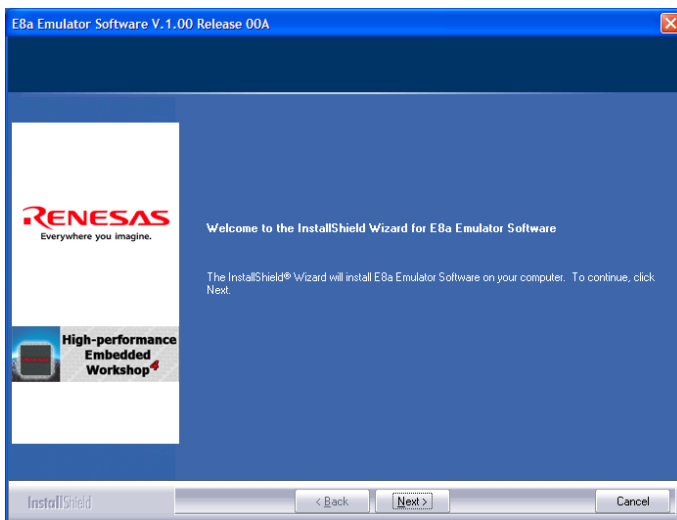 E8a Emulator Software V.1.00 Release 00A
RENESAS
Everywhere you imagine.
Welcome to the InstallShield Wizard for E8a Emulator Software
The InstallShield® Wizard will install E8a Emulator Software on your computer. To continue, click
Next.
High-performance
Embedded
Workshop4
InstallShield
< Back
Next >
Cancel